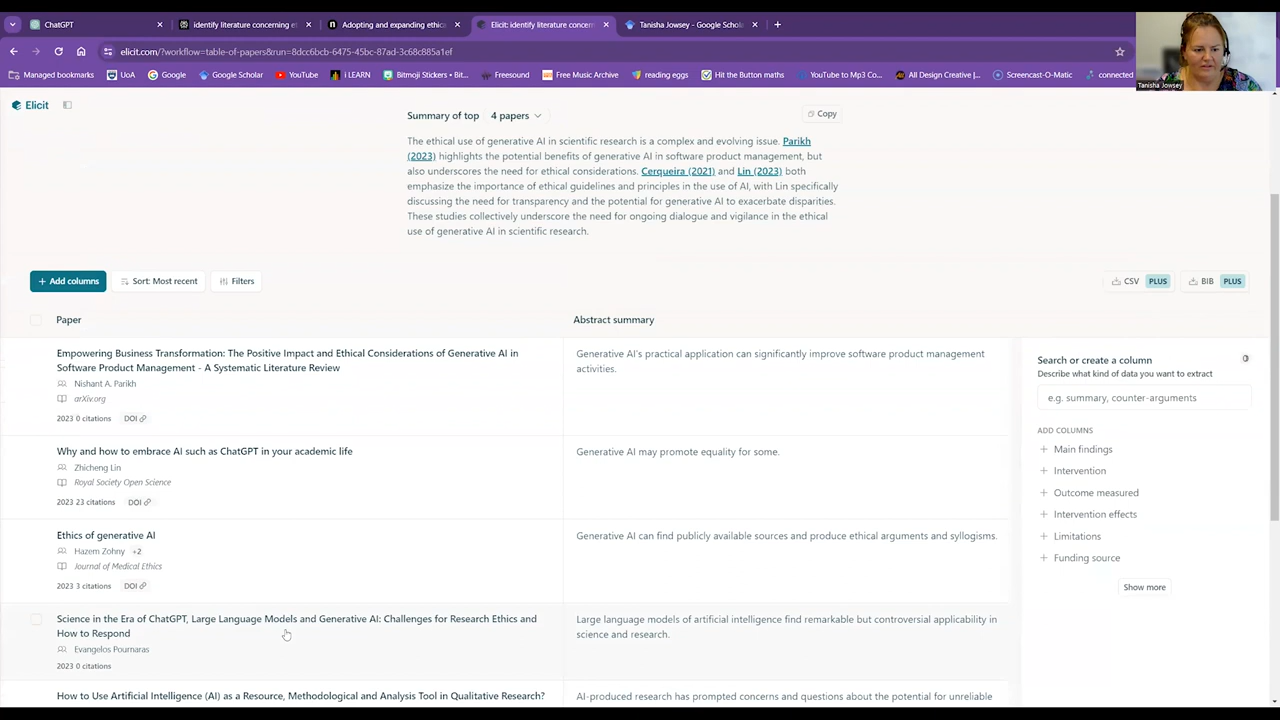 ChatGPT
identify literature concerning et
Adopting and expanding ethic
Elicit: identify literature concern
Tanisha Jowsey - Google Schol
elicit.com/?workflow=table-of-papers&run=8dcc6bcb-6475-45bc-87ad-3c68c885a1ef
Managed bookmarks
UoA
Google
Google Scholar
YouTube
i LEARN
Bitmoji Stickers • Bit...
Freesound
Free Music Archive
reading eggs
Hit the Button maths
YouTube to Mp3 Co...
All Design Creative |...
Screencast-O-Matic
connected
Tanisha Jowsey
Elicit
Summary of top 4 papers
Copy
The ethical use of generative AI in scientific research is a complex and evolving issue. Parikh
(2023) highlights the potential benefits of generative AI in software product management, but
also underscores the need for ethical considerations. Cerqueira (2021) and Lin (2023) both
emphasize the importance of ethical guidelines and principles in the use of AI, with Lin specifically
discussing the need for transparency and the potential for generative AI to exacerbate disparities.
These studies collectively underscore the need for ongoing dialogue and vigilance in the ethical
use of generative AI in scientific research.
+ Add columns
Sort: Most recent
Filters
CSV PLUS
BIB PLUS
Paper
Abstract summary
Empowering Business Transformation: The Positive Impact and Ethical Considerations of Generative AI in
Software Product Management - A Systematic Literature Review
Nishant A. Parikh
arXiv.org
2023 0 citations DOI
Generative AI's practical application can significantly improve software product management
activities.
Why and how to embrace AI such as ChatGPT in your academic life
Zhicheng Lin
Royal Society Open Science
2023 23 citations DOI
Generative AI may promote equality for some.
Ethics of generative AI
Hazem Zohny +2
Journal of Medical Ethics
2023 3 citations DOI
Generative AI can find publicly available sources and produce ethical arguments and syllogisms.
Science in the Era of ChatGPT, Large Language Models and Generative AI: Challenges for Research Ethics and
How to Respond
Evangelos Pournaras
2023 0 citations
Large language models of artificial intelligence find remarkable but controversial applicability in
science and research.
How to Use Artificial Intelligence (AI) as a Resource, Methodological and Analysis Tool in Qualitative Research?
AI-produced research has prompted concerns and questions about the potential for unreliable
Search or create a column
Describe what kind of data you want to extract
e.g. summary, counter-arguments
ADD COLUMNS
+ Main findings
+ Intervention
+ Outcome measured
+ Intervention effects
+ Limitations
+ Funding source
Show more